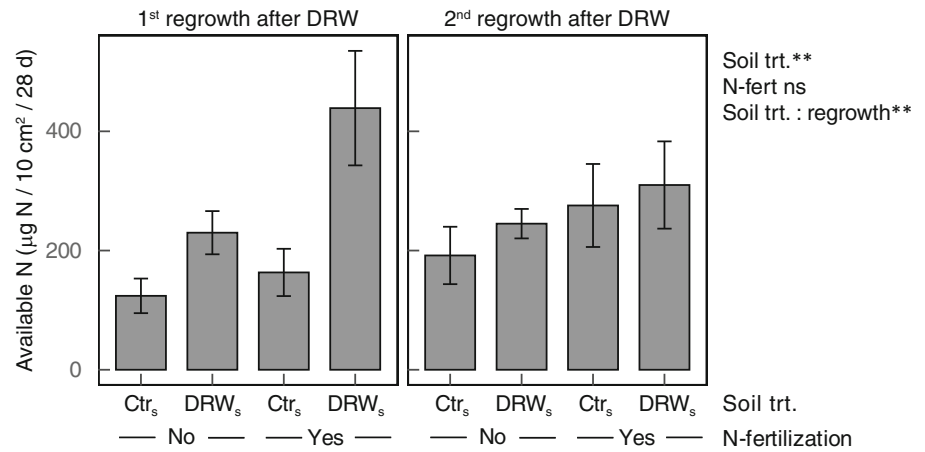 1st regrowth after DRW
2nd regrowth after DRW
Available N (µg N / 10 cm² / 28 d)
400
200
0
Soil trt.**
N-fert ns
Soil trt. : regrowth**
Ctrs DRWs Ctrs DRWs Ctrs DRWs Ctrs DRWs Soil trt.
No Yes No Yes N-fertilization